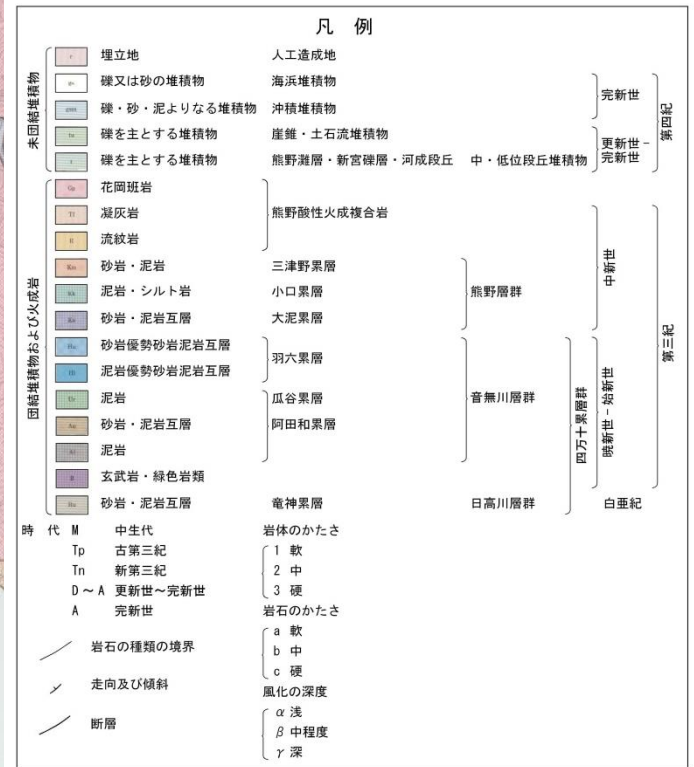 凡 例
未団結堆積物
r 埋立地 人工造成地
礫又は砂の堆積物 海浜堆積物
礫・砂・泥よりなる堆積物 沖積堆積物
礫を主とする堆積物 崖錐・土石流堆積物
t 礫を主とする堆積物 熊野灘層・新宮礫層・河成段丘 中・低位段丘堆積物
完新世
更新世-完新世
第四紀
団結堆積物および火成岩
Gp 花岡班岩
Tf 凝灰岩
流紋岩
熊野酸性火成複合岩
Km 砂岩・泥岩 三津野累層
泥岩・シルト岩 小口累層
砂岩・泥岩互層 大泥累層
熊野層群
中新世
砂岩優勢砂岩泥岩互層
泥岩優勢砂岩泥岩互層
羽六累層
泥岩 瓜谷累層
砂岩・泥岩互層 阿田和累層
泥岩
音無川層群
玄武岩・緑色岩類
砂岩・泥岩互層 竜神累層 日高川層群
四万十累層群
暁新世-始新世
第三紀
白亜紀
時 代 M 中生代
Tp 古第三紀
Tn 新第三紀
D～A 更新世～完新世
A 完新世
岩石の種類の境界
走向及び傾斜
断層
岩体のかたさ
1 軟
2 中
3 硬
岩石のかたさ
a 軟
b 中
c 硬
風化の深度
α 浅
β 中程度
γ 深